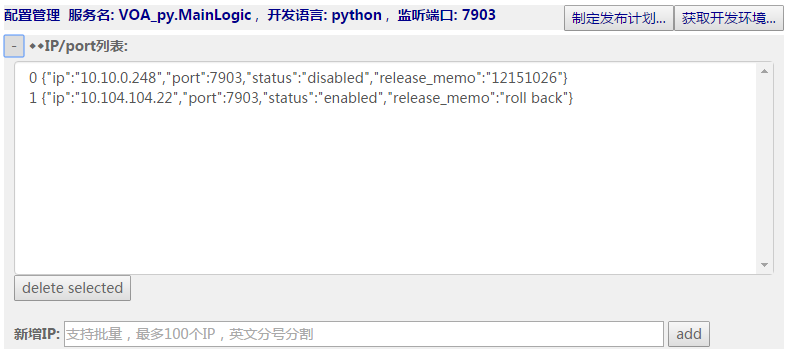 配置管理 服务名: VOA_py.MainLogic , 开发语言: python , 监听端口: 7903 制定发布计划... 获取开发环境...
- ◆◆IP/port列表:
0 {"ip":"10.10.0.248","port":7903,"status":"disabled","release_memo":"12151026"}
1 {"ip":"10.104.104.22","port":7903,"status":"enabled","release_memo":"roll back"}
delete selected
新增IP: 支持批量，最多100个IP，英文分号分割 add